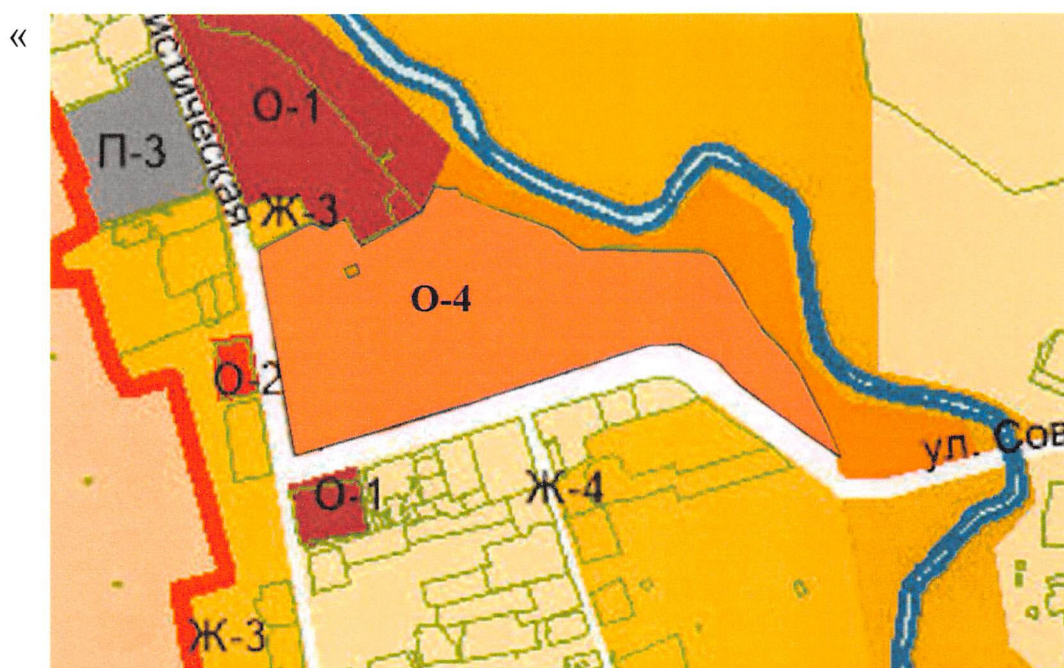 «
О-1
П-3
истическая
Ж-3
О-4
О-2
ул. Сов
О-1
Ж-4
Ж-3